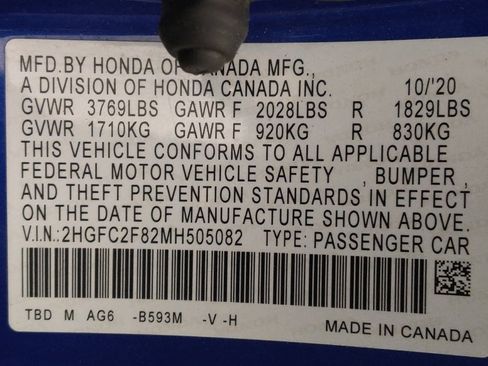 MFD.BY HONDA OF CANADA MFG.,
A DIVISION OF HONDA CANADA INC. 10/'20
GVWR 3769LBS GAWR F 2028LBS R 1829LBS
GVWR 1710KG GAWR F 920KG R 830KG
THIS VEHICLE CONFORMS TO ALL APPLICABLE
FEDERAL MOTOR VEHICLE SAFETY , BUMPER ,
AND THEFT PREVENTION STANDARDS IN EFFECT
ON THE DATE OF MANUFACTURE SHOWN ABOVE.
V.I.N.:2HGFC2F82MH505082 TYPE: PASSENGER CAR
TBD M AG6 -B593M -V -H
MADE IN CANADA